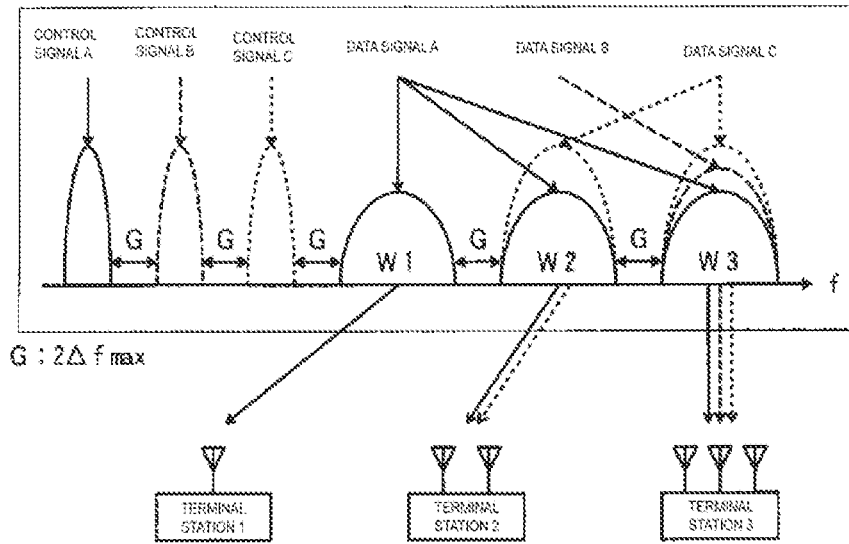 CONTROL SIGNAL A
CONTROL SIGNAL B
CONTROL SIGNAL C
DATA SIGNAL A
DATA SIGNAL B
DATA SIGNAL C
G
G
G
G
G
W 1
W 2
W 3
f
G : 2Δ f max
TERMINAL STATION 1
TERMINAL STATION 2
TERMINAL STATION 3